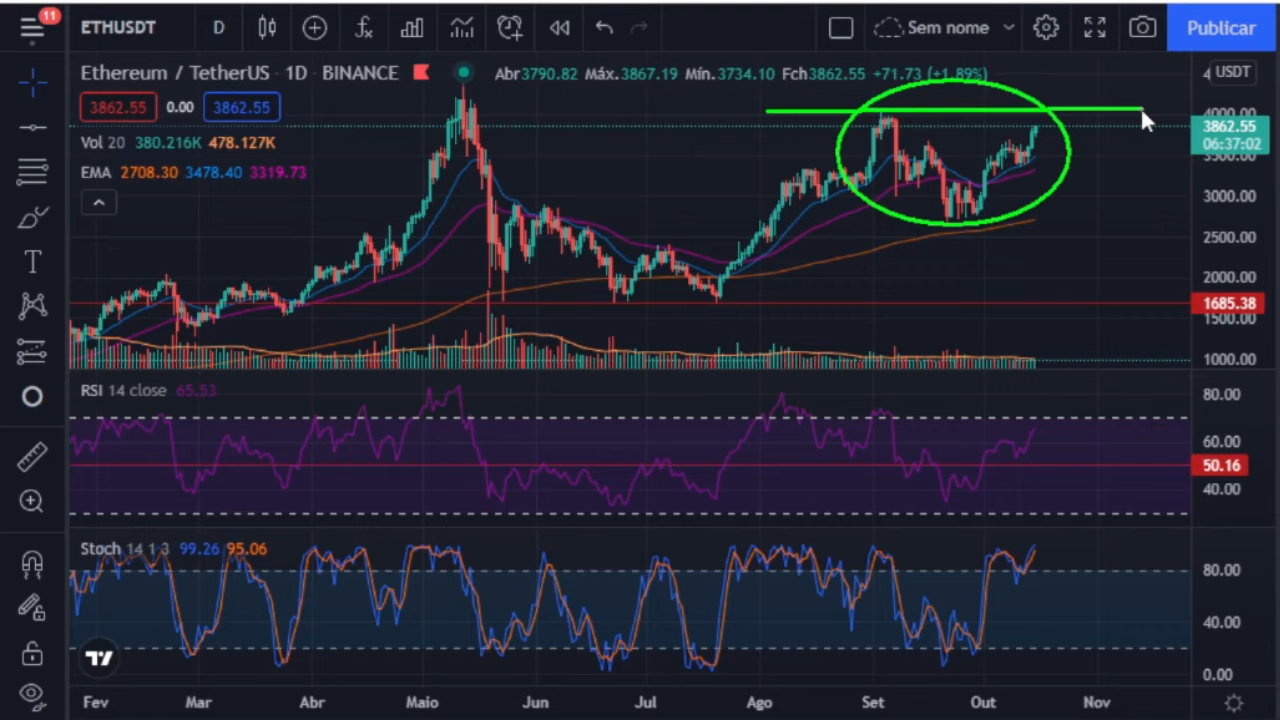 11
ETHUSDT D Sem nome Publicar
Ethereum / TetherUS · 1D · BINANCE Abr3790.82 Máx.3867.19 Mín.3734.10 Fch3862.55 +71.73 (+1.89%)
USDT
3862.55 0.00 3862.55
4000.00
3862.55
06:37:02
Vol 20 380.216K 478.127K
3500.00
EMA 2708.30 3478.40 3319.73
3000.00
2500.00
2000.00
1685.38
1500.00
1000.00
RSI 14 close 65.53
80.00
60.00
50.16
40.00
Stoch 14 1 3 99.26 95.06
80.00
40.00
0.00
Fev Mar Abr Maio Jun Jul Ago Set Out Nov